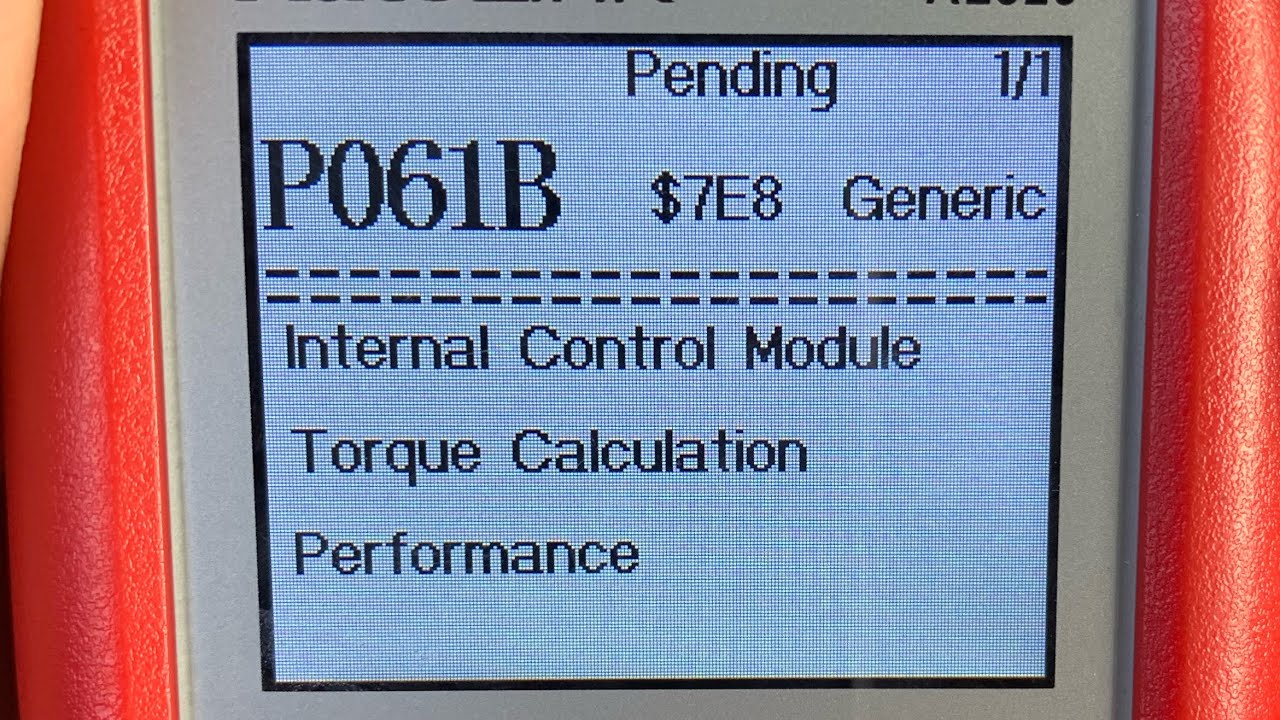 Pending 1/1
P061B $7E8 Generic
Internal Control Module
Torque Calculation
Performance